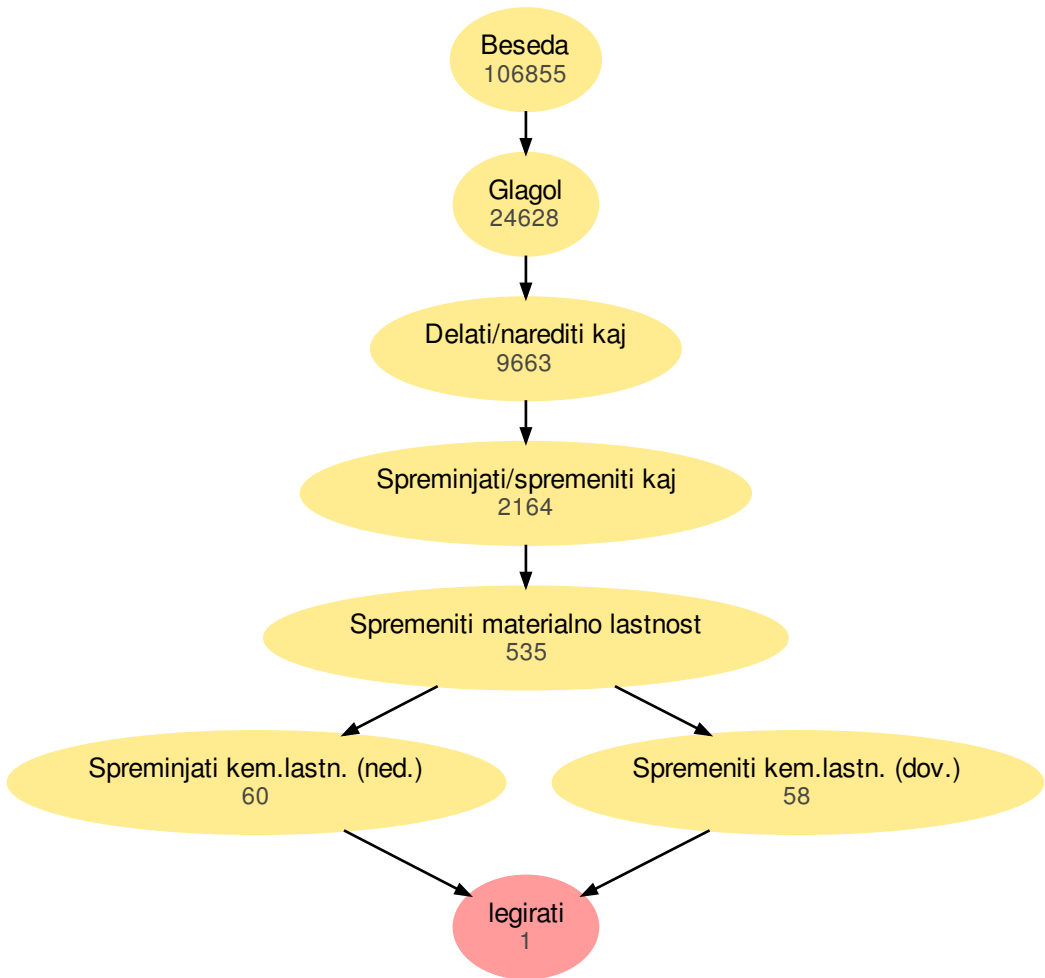 Beseda
106855
Glagol
24628
Delati/narediti kaj
9663
Spreminjati/spremeniti kaj
2164
Spremeniti materialno lastnost
535
Spreminjati kem.lastn. (ned.)
60
Spremeniti kem.lastn. (dov.)
58
legirati
1